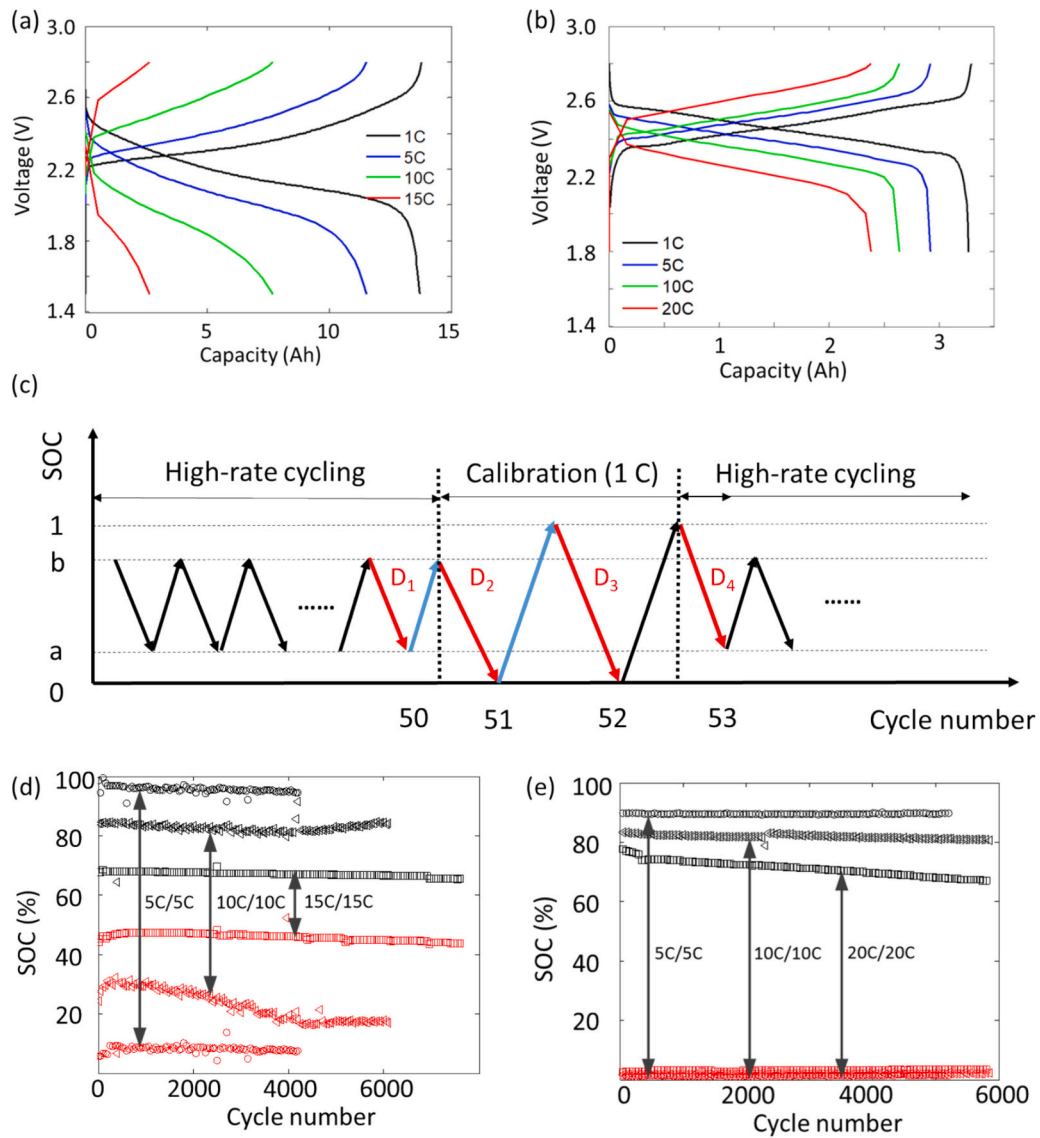 (a)
3.0
2.6
2.2
1.8
1.4
Voltage (V)
1C
5C
10C
15C
0 5 10 15
Capacity (Ah)
(b)
3.0
2.6
2.2
1.8
1.4
Voltage (V)
1C
5C
10C
20C
0 1 2 3
Capacity (Ah)
(c)
SOC
High-rate cycling
Calibration (1 C)
High-rate cycling
1
b
a
0
D1
D2
D3
D4
......
......
50 51 52 53
Cycle number
(d)
100
80
60
40
20
SOC (%)
5C/5C
10C/10C
15C/15C
0 2000 4000 6000
Cycle number
(e)
100
80
60
40
20
SOC (%)
5C/5C
10C/10C
20C/20C
0 2000 4000 6000
Cycle number